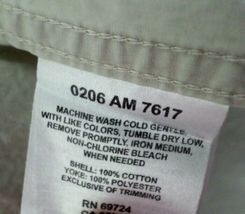 0206 AM 7617
MACHINE WASH COLD GENTLE,
WITH LIKE COLORS, TUMBLE DRY LOW,
REMOVE PROMPTLY, IRON MEDIUM,
NON-CHLORINE BLEACH
WHEN NEEDED
SHELL: 100% COTTON
YOKE: 100% POLYESTER
EXCLUSIVE OF TRIMMING
RN 69724